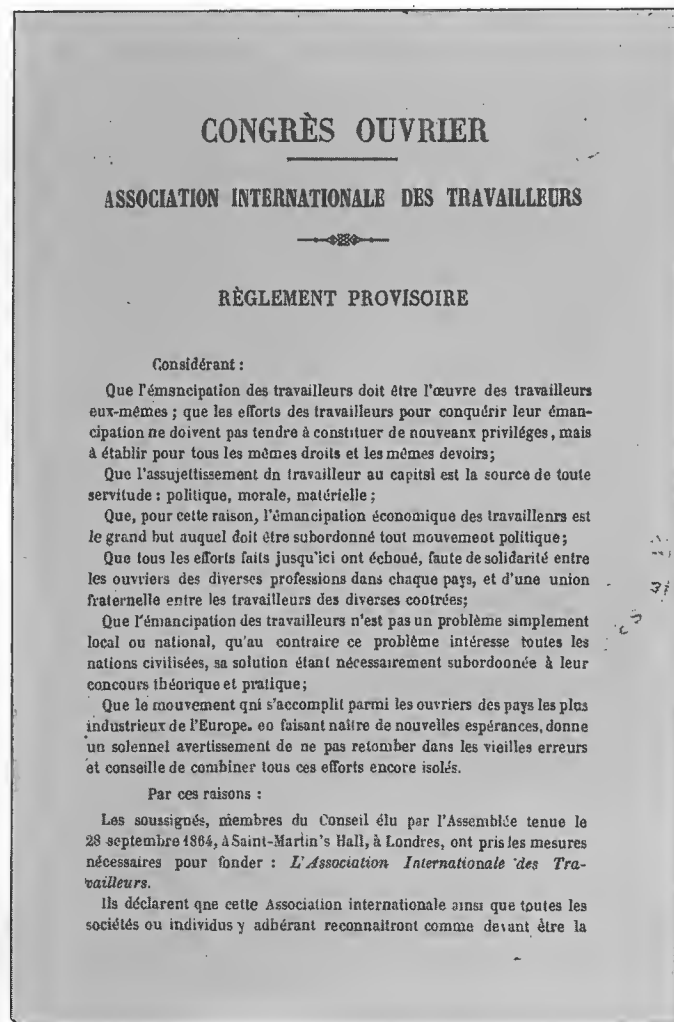 CONGRÈS OUVRIER
ASSOCIATION INTERNATIONALE DES TRAVAILLEURS
RÈGLEMENT PROVISOIRE
Considérant :
Que l'émancipation des travailleurs doit être l'œuvre des travailleurs
eux-mêmes ; que les efforts des travailleurs pour conquérir leur éman-
cipation ne doivent pas tendre à constituer de nouveaux priviléges, mais
à établir pour tous les mêmes droits et les mêmes devoirs;
Que l'assujettissement du travailleur au capital est la source de toute
servitude : politique, morale, matérielle ;
Que, pour cette raison, l'émancipation économique des travailleurs est
le grand but auquel doit être subordonné tout mouvement politique;
Que tous les efforts faits jusqu'ici ont échoué, faute de solidarité entre
les ouvriers des diverses professions dans chaque pays, et d'une union
fraternelle entre les travailleurs des diverses contrées;
Que l'émancipation des travailleurs n'est pas un problème simplement
local ou national, qu'au contraire ce problème intéresse toutes les
nations civilisées, sa solution étant nécessairement subordonnée à leur
concours théorique et pratique;
Que le mouvement qui s'accomplit parmi les ouvriers des pays les plus
industrieux de l'Europe, en faisant naître de nouvelles espérances, donne
un solennel avertissement de ne pas retomber dans les vieilles erreurs
et conseille de combiner tous ces efforts encore isolés.
Par ces raisons :
Les soussignés, membres du Conseil élu par l'Assemblée tenue le
28 septembre 1864, à Saint-Martin's Hall, à Londres, ont pris les mesures
nécessaires pour fonder : L'Association Internationale des Tra-
vailleurs.
Ils déclarent que cette Association internationale ainsi que toutes les
sociétés ou individus y adhérant reconnaîtront comme devant être la